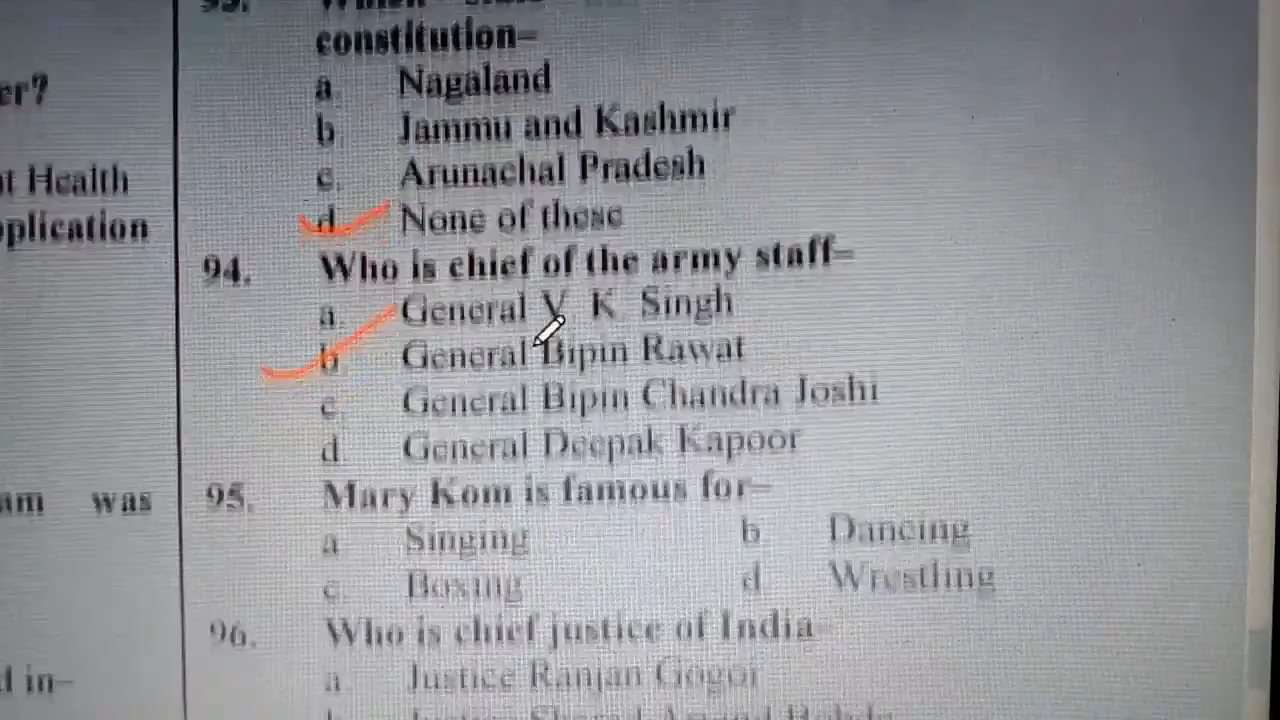 93.
constitution–
er?
a. Nagaland
b. Jammu and Kashmir
nt Health
c. Arunachal Pradesh
plication
d. None of these
94. Who is chief of the army staff–
a. General V K Singh
b. General Bipin Rawat
c. General Bipin Chandra Joshi
d General Deepak Kapoor
am was
95. Mary Kom is famous for–
a Singing b Dancing
c. Boxing d Wrestling
96. Who is chief justice of India
d in–
a Justice Ranjan Gogoi